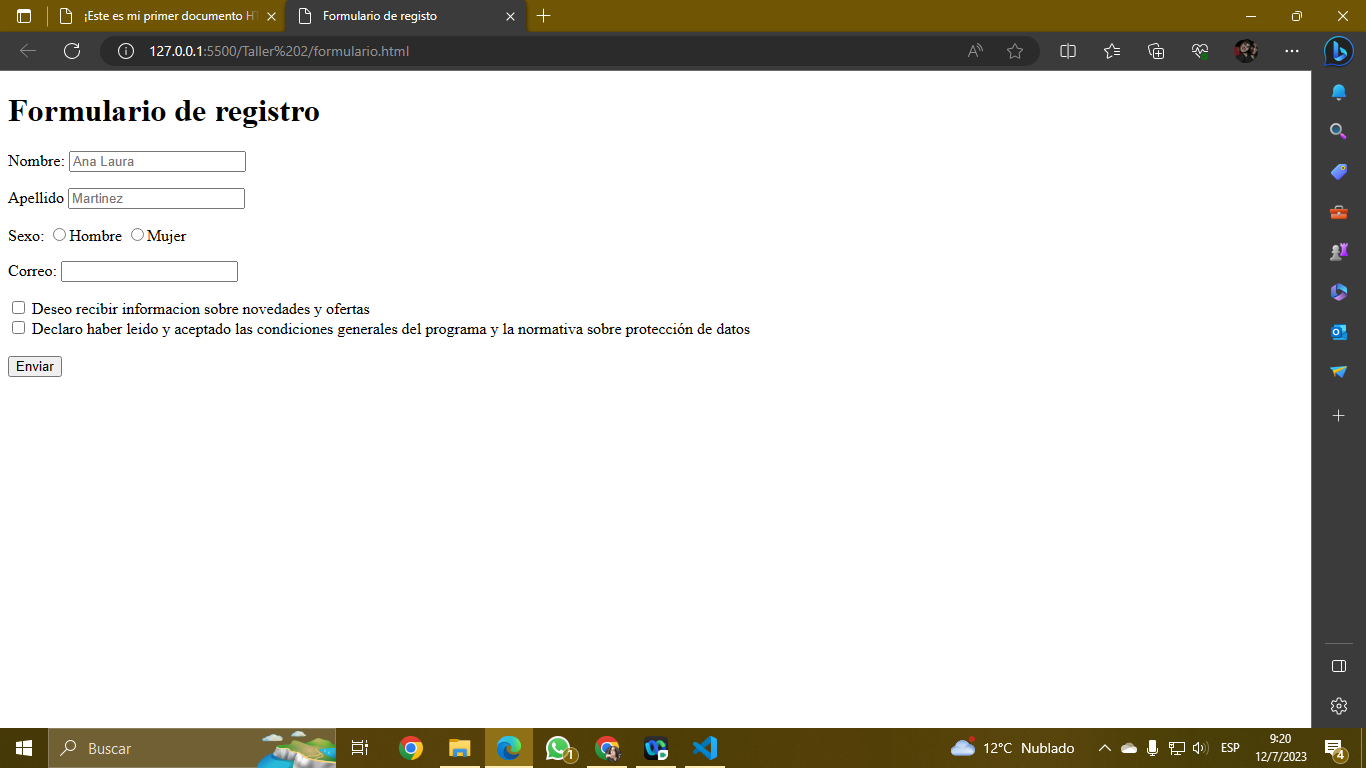 ¡Este es mi primer documento HT
Formulario de registo
127.0.0.1:5500/Taller%202/formulario.html
Formulario de registro
Nombre: Ana Laura
Apellido Martinez
Sexo: Hombre Mujer
Correo:
Deseo recibir informacion sobre novedades y ofertas
Declaro haber leido y aceptado las condiciones generales del programa y la normativa sobre protección de datos
Enviar
Buscar
1
12°C Nublado
ESP
9:20
12/7/2023
4